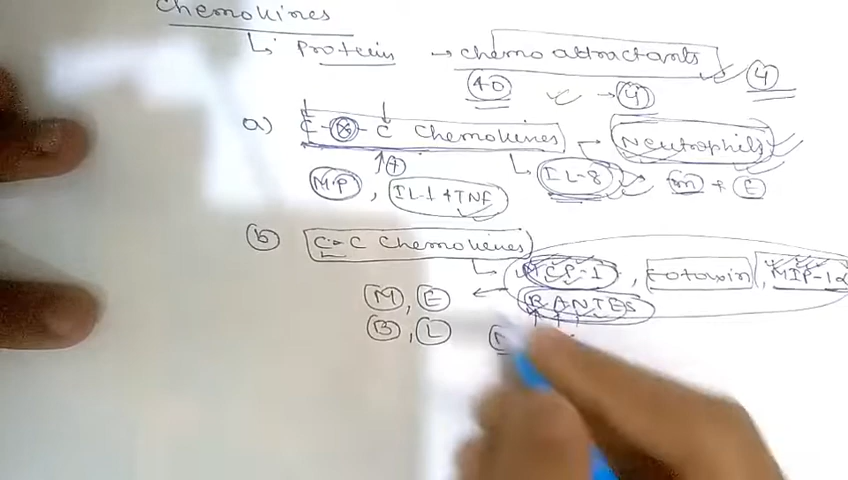 Chemokines
↳ Protein → chemo attractants 4
40 → 4
a) C-X-C Chemokines → Neutrophils
↳ IL-8 → m + E
↑ +
M.P, IL-1 + TNF
b) C-C Chemokines
↳ MCP-1, Eotaxin, MIP-1α
M, E ← RANTES
B, L